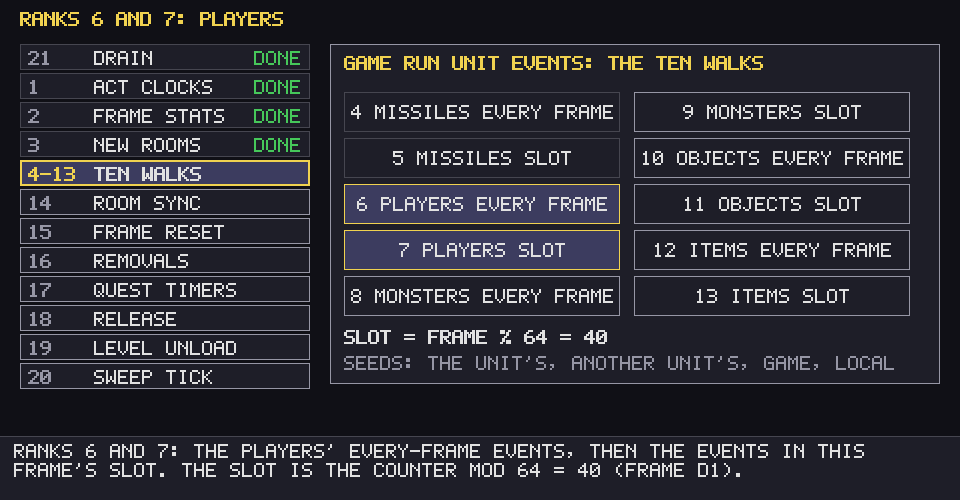 RANKS 6 AND 7: PLAYERS
21 DRAIN DONE
1 ACT CLOCKS DONE
2 FRAME STATS DONE
3 NEW ROOMS DONE
4-13 TEN WALKS
14 ROOM SYNC
15 FRAME RESET
16 REMOVALS
17 QUEST TIMERS
18 RELEASE
19 LEVEL UNLOAD
20 SWEEP TICK
GAME RUN UNIT EVENTS: THE TEN WALKS
4 MISSILES EVERY FRAME
5 MISSILES SLOT
6 PLAYERS EVERY FRAME
7 PLAYERS SLOT
8 MONSTERS EVERY FRAME
9 MONSTERS SLOT
10 OBJECTS EVERY FRAME
11 OBJECTS SLOT
12 ITEMS EVERY FRAME
13 ITEMS SLOT
SLOT = FRAME % 64 = 40
SEEDS: THE UNIT'S, ANOTHER UNIT'S, GAME, LOCAL
RANKS 6 AND 7: THE PLAYERS' EVERY-FRAME EVENTS, THEN THE EVENTS IN THIS
FRAME'S SLOT. THE SLOT IS THE COUNTER MOD 64 = 40 (FRAME D1).